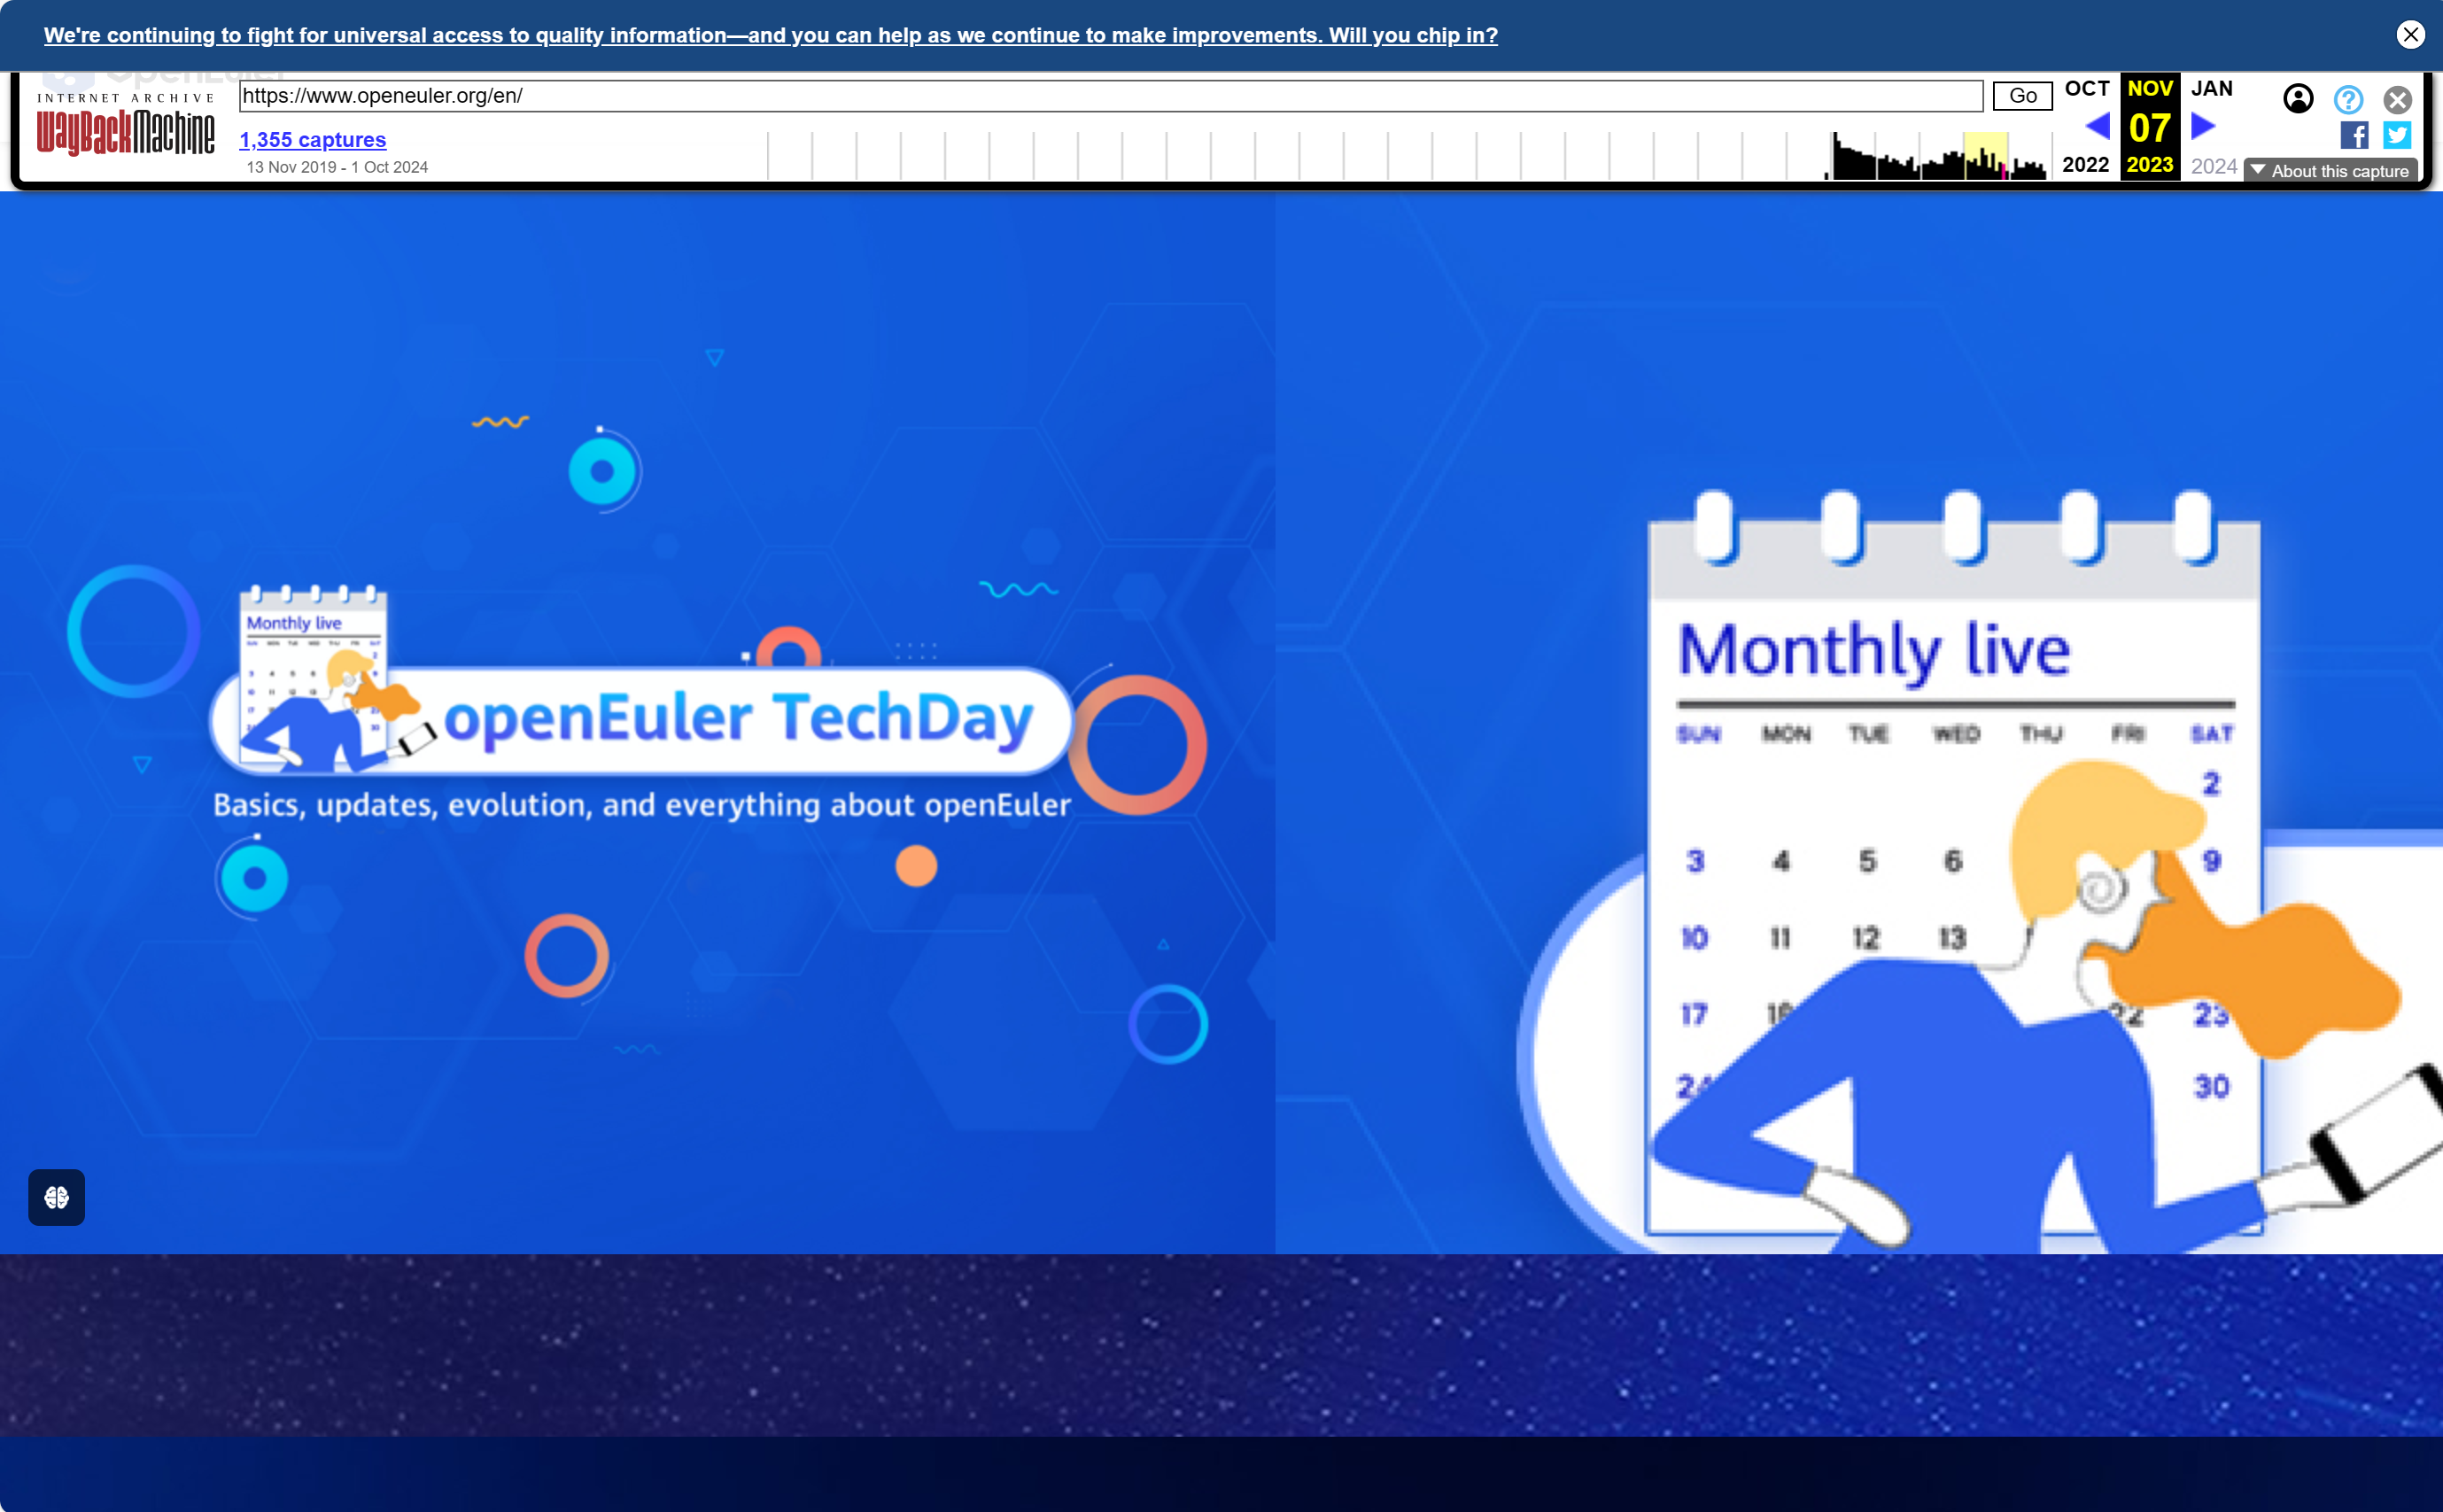 We're continuing to fight for universal access to quality information—and you can help as we continue to make improvements. Will you chip in?
OpenEuler
INTERNET ARCHIVE
WayBackMachine
https://www.openeuler.org/en/
Go
OCT
NOV
JAN
07
1,355 captures
13 Nov 2019 - 1 Oct 2024
2022
2023
2024
About this capture
Monthly live
openEuler TechDay
Basics, updates, evolution, and everything about openEuler
Monthly live
SUN MON TUE WED THU FRI SAT
2
3 4 5 6 9
10 11 12 13
17 18 22 23
24 30